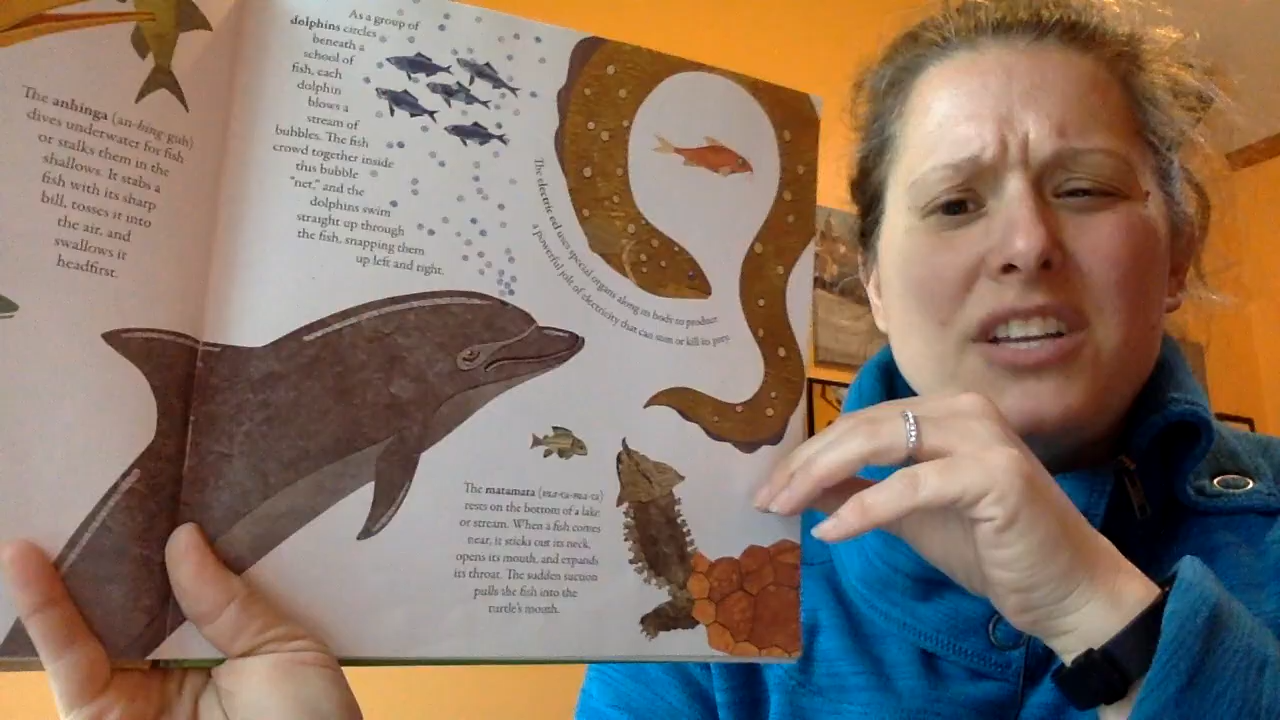 The anhinga (an-hing-guh)
dives underwater for fish
or stalks them in the
shallows. It stabs a
fish with its sharp
bill, tosses it into
the air, and
swallows it
headfirst.
As a group of
dolphins circles
beneath a
school of
fish, each
dolphin
blows a
stream of
bubbles. The fish
crowd together inside
this bubble
"net," and the
dolphins swim
straight up through
the fish, snapping them
up left and right.
The electric eel uses special organs along its body to produce
a powerful jolt of electricity that can stun or kill its prey.
The matamata (ma-ta-ma-ta)
rests on the bottom of a lake
or stream. When a fish comes
near, it sticks out its neck,
opens its mouth, and expands
its throat. The sudden suction
pulls the fish into the
turtle's mouth.